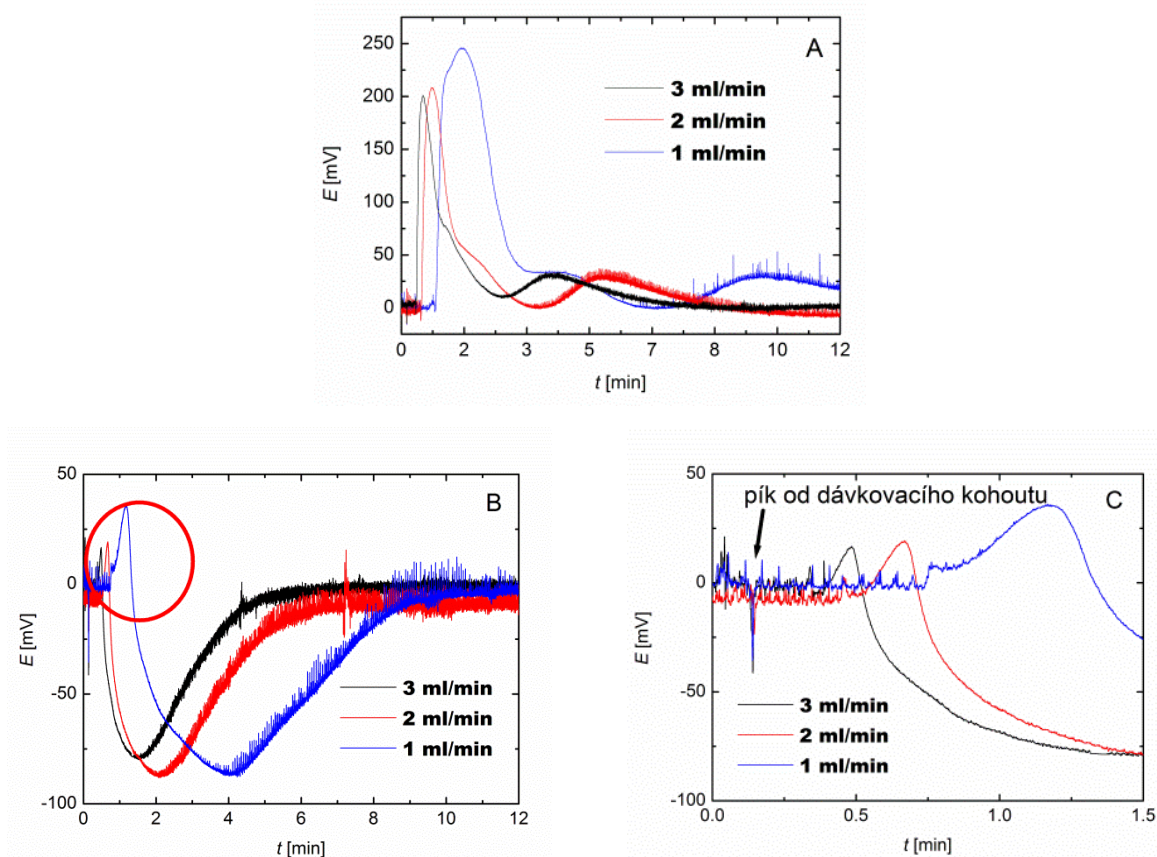 A
250
200
150
100
50
0
E [mV]
3 ml/min
2 ml/min
1 ml/min
0 2 3 5 7 8 10 12
t [min]
B
50
0
-50
-100
E [mV]
3 ml/min
2 ml/min
1 ml/min
0 2 4 6 8 10 12
t [min]
C
pík od dávkovacího kohoutu
50
0
-50
-100
E [mV]
3 ml/min
2 ml/min
1 ml/min
0.0 0.5 1.0 1.5
t [min]